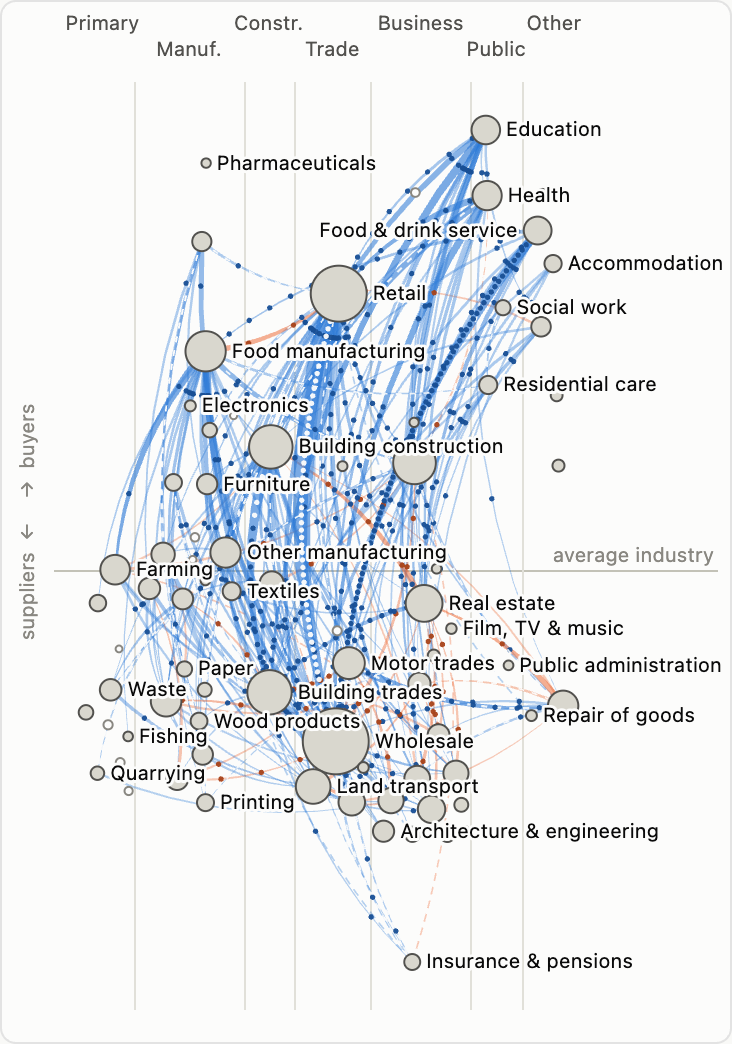 Primary
Constr.
Business
Other
Manuf.
Trade
Public
Education
Pharmaceuticals
Health
Food & drink service
Accommodation
Retail
Social work
Food manufacturing
Residential care
Electronics
Building construction
Furniture
suppliers ← → buyers
Other manufacturing
average industry
Farming
Textiles
Real estate
Film, TV & music
Motor trades
Public administration
Paper
Waste
Building trades
Wood products
Repair of goods
Fishing
Wholesale
Quarrying
Land transport
Printing
Architecture & engineering
Insurance & pensions